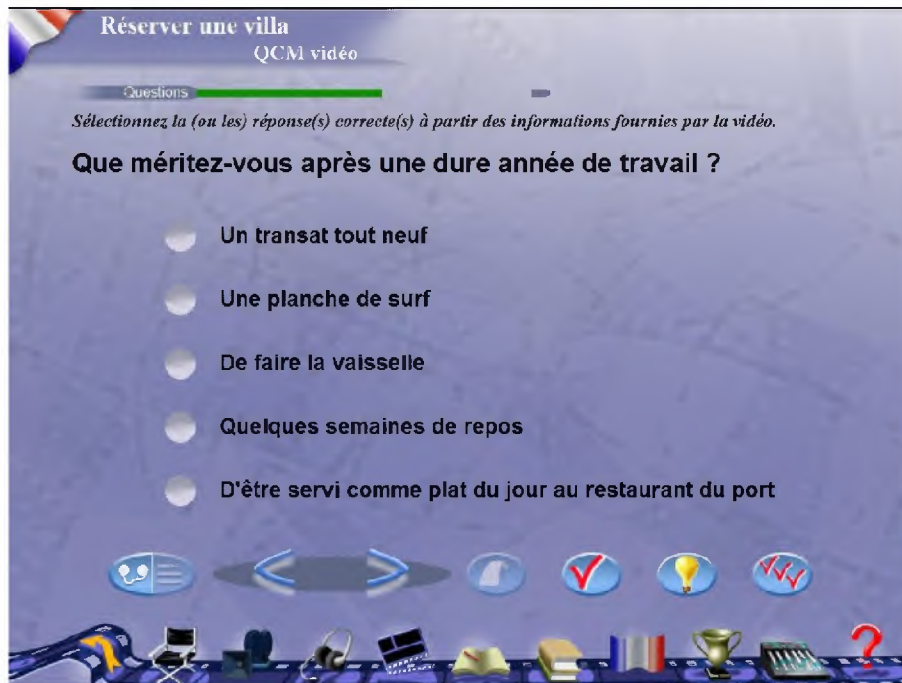 Réserver une villa
QCM vidéo
Questions
Sélectionnez la (ou les) réponse(s) correcte(s) à partir des informations fournies par la vidéo.
Que méritez-vous après une dure année de travail ?
Un transat tout neuf
Une planche de surf
De faire la vaisselle
Quelques semaines de repos
D'être servi comme plat du jour au restaurant du port
?